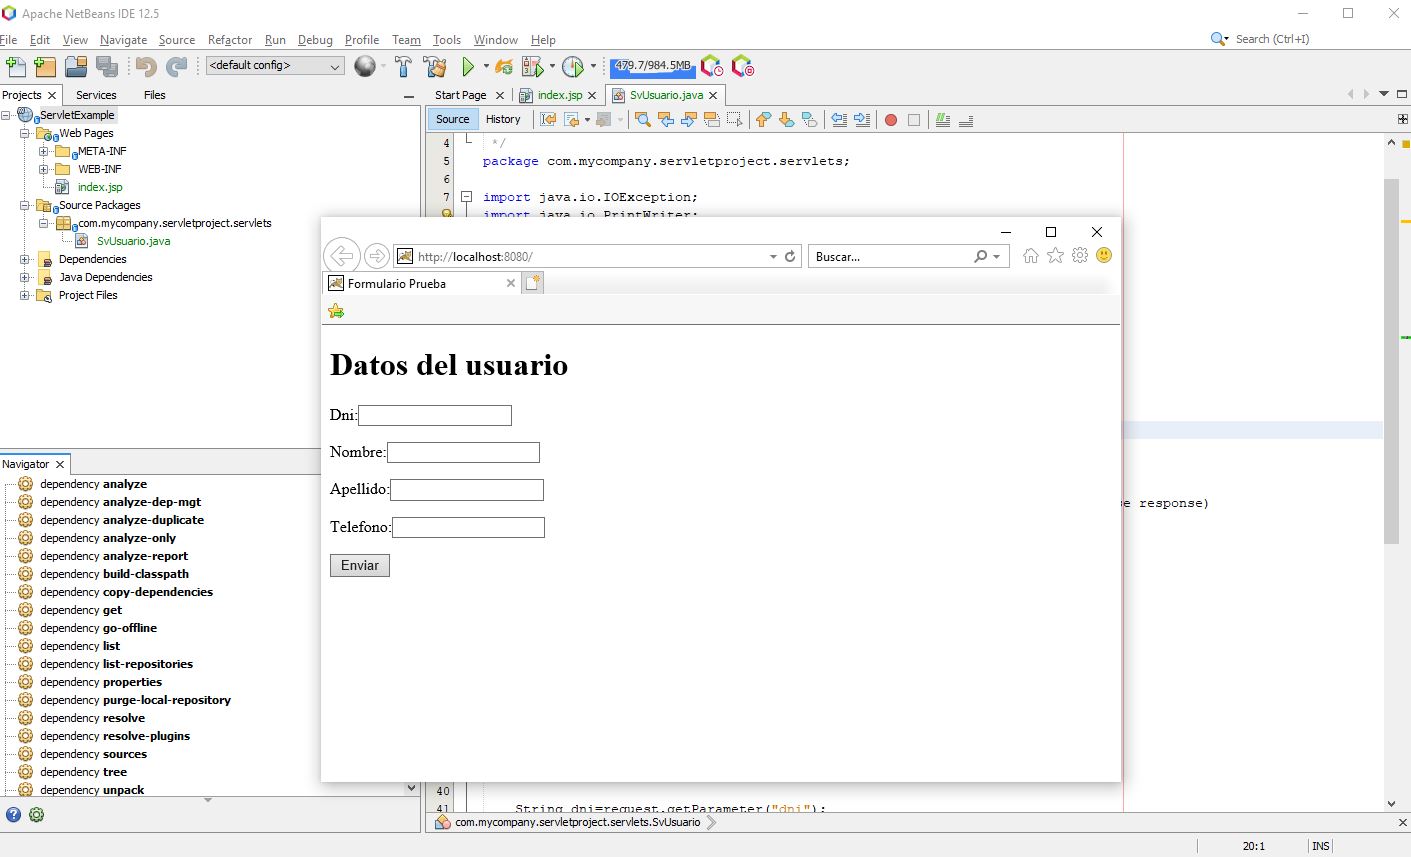 Apache NetBeans IDE 12.5
File Edit View Navigate Source Refactor Run Debug Profile Team Tools Window Help
Search (Ctrl+I)
<default config>
479.7/984.5MB
Projects Services Files
ServletExample
Web Pages
META-INF
WEB-INF
index.jsp
Source Packages
com.mycompany.servletproject.servlets
SvUsuario.java
Dependencies
Java Dependencies
Project Files
Navigator
dependency analyze
dependency analyze-dep-mgt
dependency analyze-duplicate
dependency analyze-only
dependency analyze-report
dependency build-classpath
dependency copy-dependencies
dependency get
dependency go-offline
dependency list
dependency list-repositories
dependency properties
dependency purge-local-repository
dependency resolve
dependency resolve-plugins
dependency sources
dependency tree
dependency unpack
Start Page index.jsp SvUsuario.java
Source History
4 */
5 package com.mycompany.servletproject.servlets;
6
7 import java.io.IOException;
import java.io.PrintWriter;
http://localhost:8080/
Buscar...
Formulario Prueba
Datos del usuario
Dni:
Nombre:
Apellido:
Telefono:
Enviar
response)
40
41 String dni=request.getParameter("dni");
com.mycompany.servletproject.servlets.SvUsuario
20:1 INS